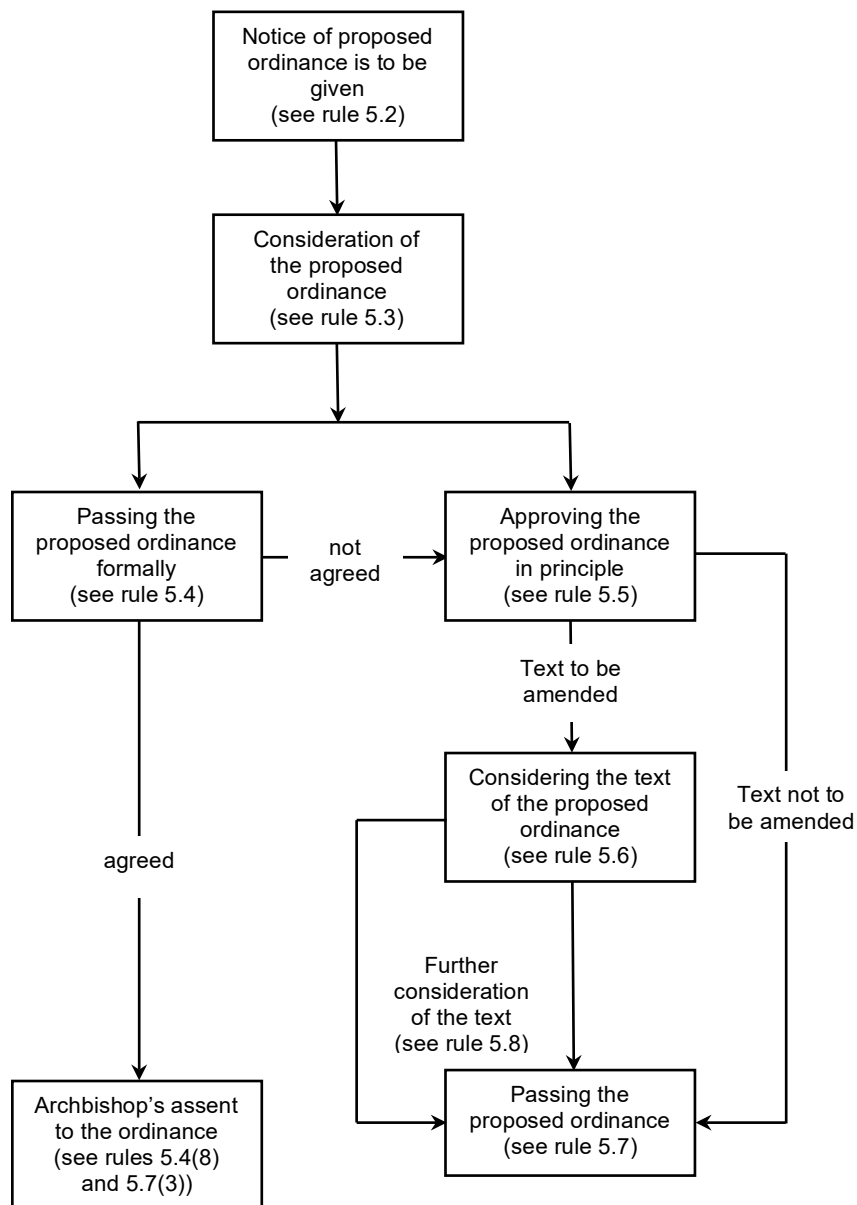 Notice of proposed
ordinance is to be
given
(see rule 5.2)
Consideration of
the proposed
ordinance
(see rule 5.3)
Passing the
proposed ordinance
formally
(see rule 5.4)
not
agreed
Approving the
proposed ordinance
in principle
(see rule 5.5)
Text to be
amended
Considering the text
of the proposed
ordinance
(see rule 5.6)
Text not to
be amended
agreed
Further
consideration
of the text
(see rule 5.8)
Archbishop's assent
to the ordinance
(see rules 5.4(8)
and 5.7(3))
Passing the
proposed ordinance
(see rule 5.7)